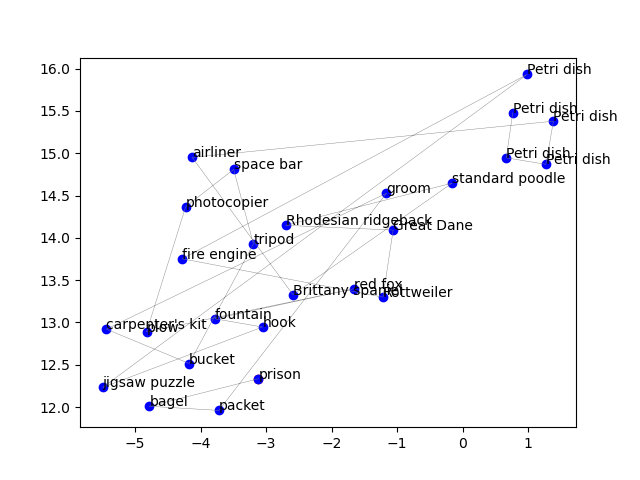 16.0
15.5
15.0
14.5
14.0
13.5
13.0
12.5
12.0
Petri dish
Petri dish
Petri dish
Petri dish
Petri dish
airliner
space bar
standard poodle
groom
photocopier
Rhodesian ridgeback
Great Dane
tripod
fire engine
red fox
Brittany spaniel
Rottweiler
fountain
carpenter's kit
plow
hook
bucket
prison
jigsaw puzzle
bagel
packet
−5
−4
−3
−2
−1
0
1